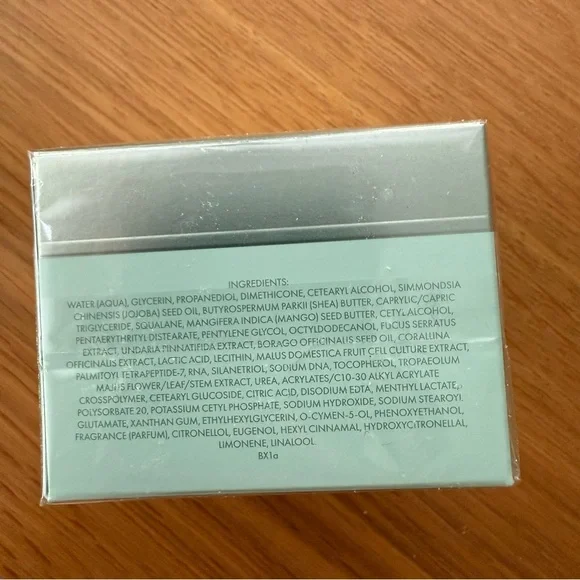 INGREDIENTS:
WATER (AQUA), GLYCERIN, PROPANEDIOL, DIMETHICONE, CETEARYL ALCOHOL, SIMMONDSIA
CHINENSIS (JOJOBA) SEED OIL, BUTYROSPERMUM PARKII (SHEA) BUTTER, CAPRYLIC/CAPRIC
TRIGLYCERIDE, SQUALANE, MANGIFERA INDICA (MANGO) SEED BUTTER, CETYL ALCOHOL,
PENTAERYTHRITYL DISTEARATE, PENTYLENE GLYCOL, OCTYLDODECANOL, FUCUS SERRATUS
EXTRACT, UNDARIA PINNATIFIDA EXTRACT, BORAGO OFFICINALIS SEED OIL, CORALLINA
OFFICINALIS EXTRACT, LACTIC ACID, LECITHIN, MALUS DOMESTICA FRUIT CELL CULTURE EXTRACT,
PALMITOYL TETRAPEPTIDE-7, RNA, SILANETRIOL, SODIUM DNA, TOCOPHEROL, TROPAEOLUM
MAJUS FLOWER/LEAF/STEM EXTRACT, UREA, ACRYLATES/C10-30 ALKYL ACRYLATE
CROSSPOLYMER, CETEARYL GLUCOSIDE, CITRIC ACID, DISODIUM EDTA, MENTHYL LACTATE,
POLYSORBATE 20, POTASSIUM CETYL PHOSPHATE, SODIUM HYDROXIDE, SODIUM STEAROYL
GLUTAMATE, XANTHAN GUM, ETHYLHEXYLGLYCERIN, O-CYMEN-5-OL, PHENOXYETHANOL,
FRAGRANCE (PARFUM), CITRONELLOL, EUGENOL, HEXYL CINNAMAL, HYDROXYCITRONELLAL,
LIMONENE, LINALOOL
BX1a